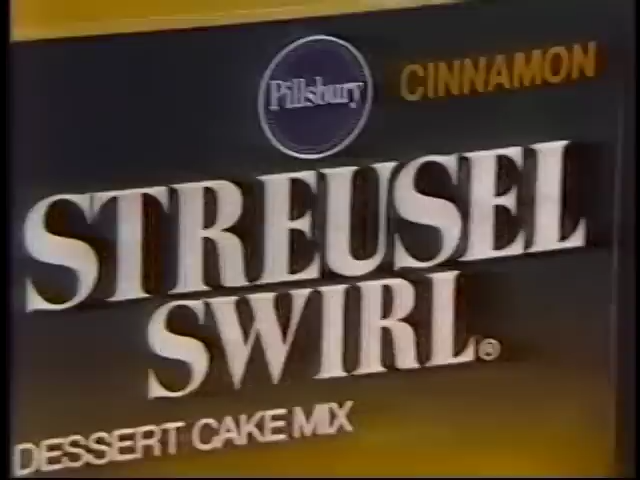 Pillsbury
CINNAMON
STREUSEL
SWIRL®
DESSERT CAKE MIX